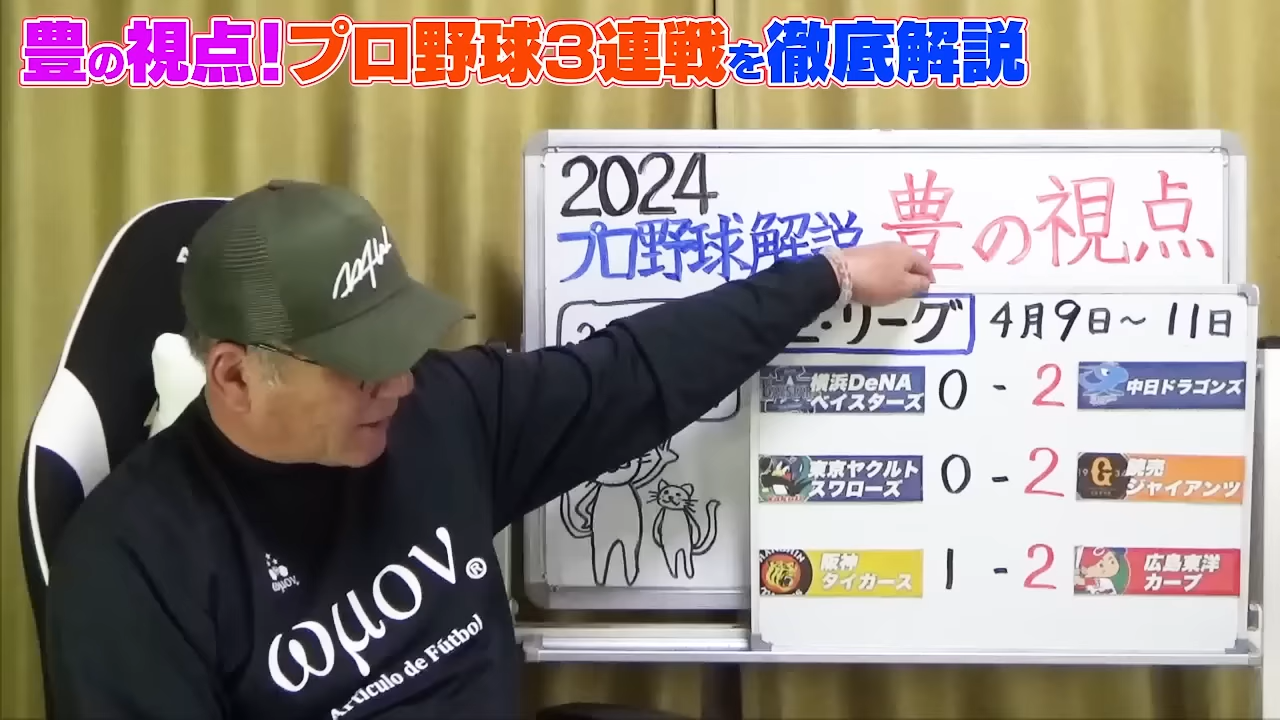 豊の視点!プロ野球3連戦を徹底解説
2024
プロ野球解説
豊の視点
セ・リーグ
4月9日~11日
横浜DeNA
ベイスターズ
0 - 2
中日ドラゴンズ
東京ヤクルト
スワローズ
0 - 2
読売
ジャイアンツ
阪神
タイガース
1 - 2
広島東洋
カープ
ωμον®
Artículo de Fútbol